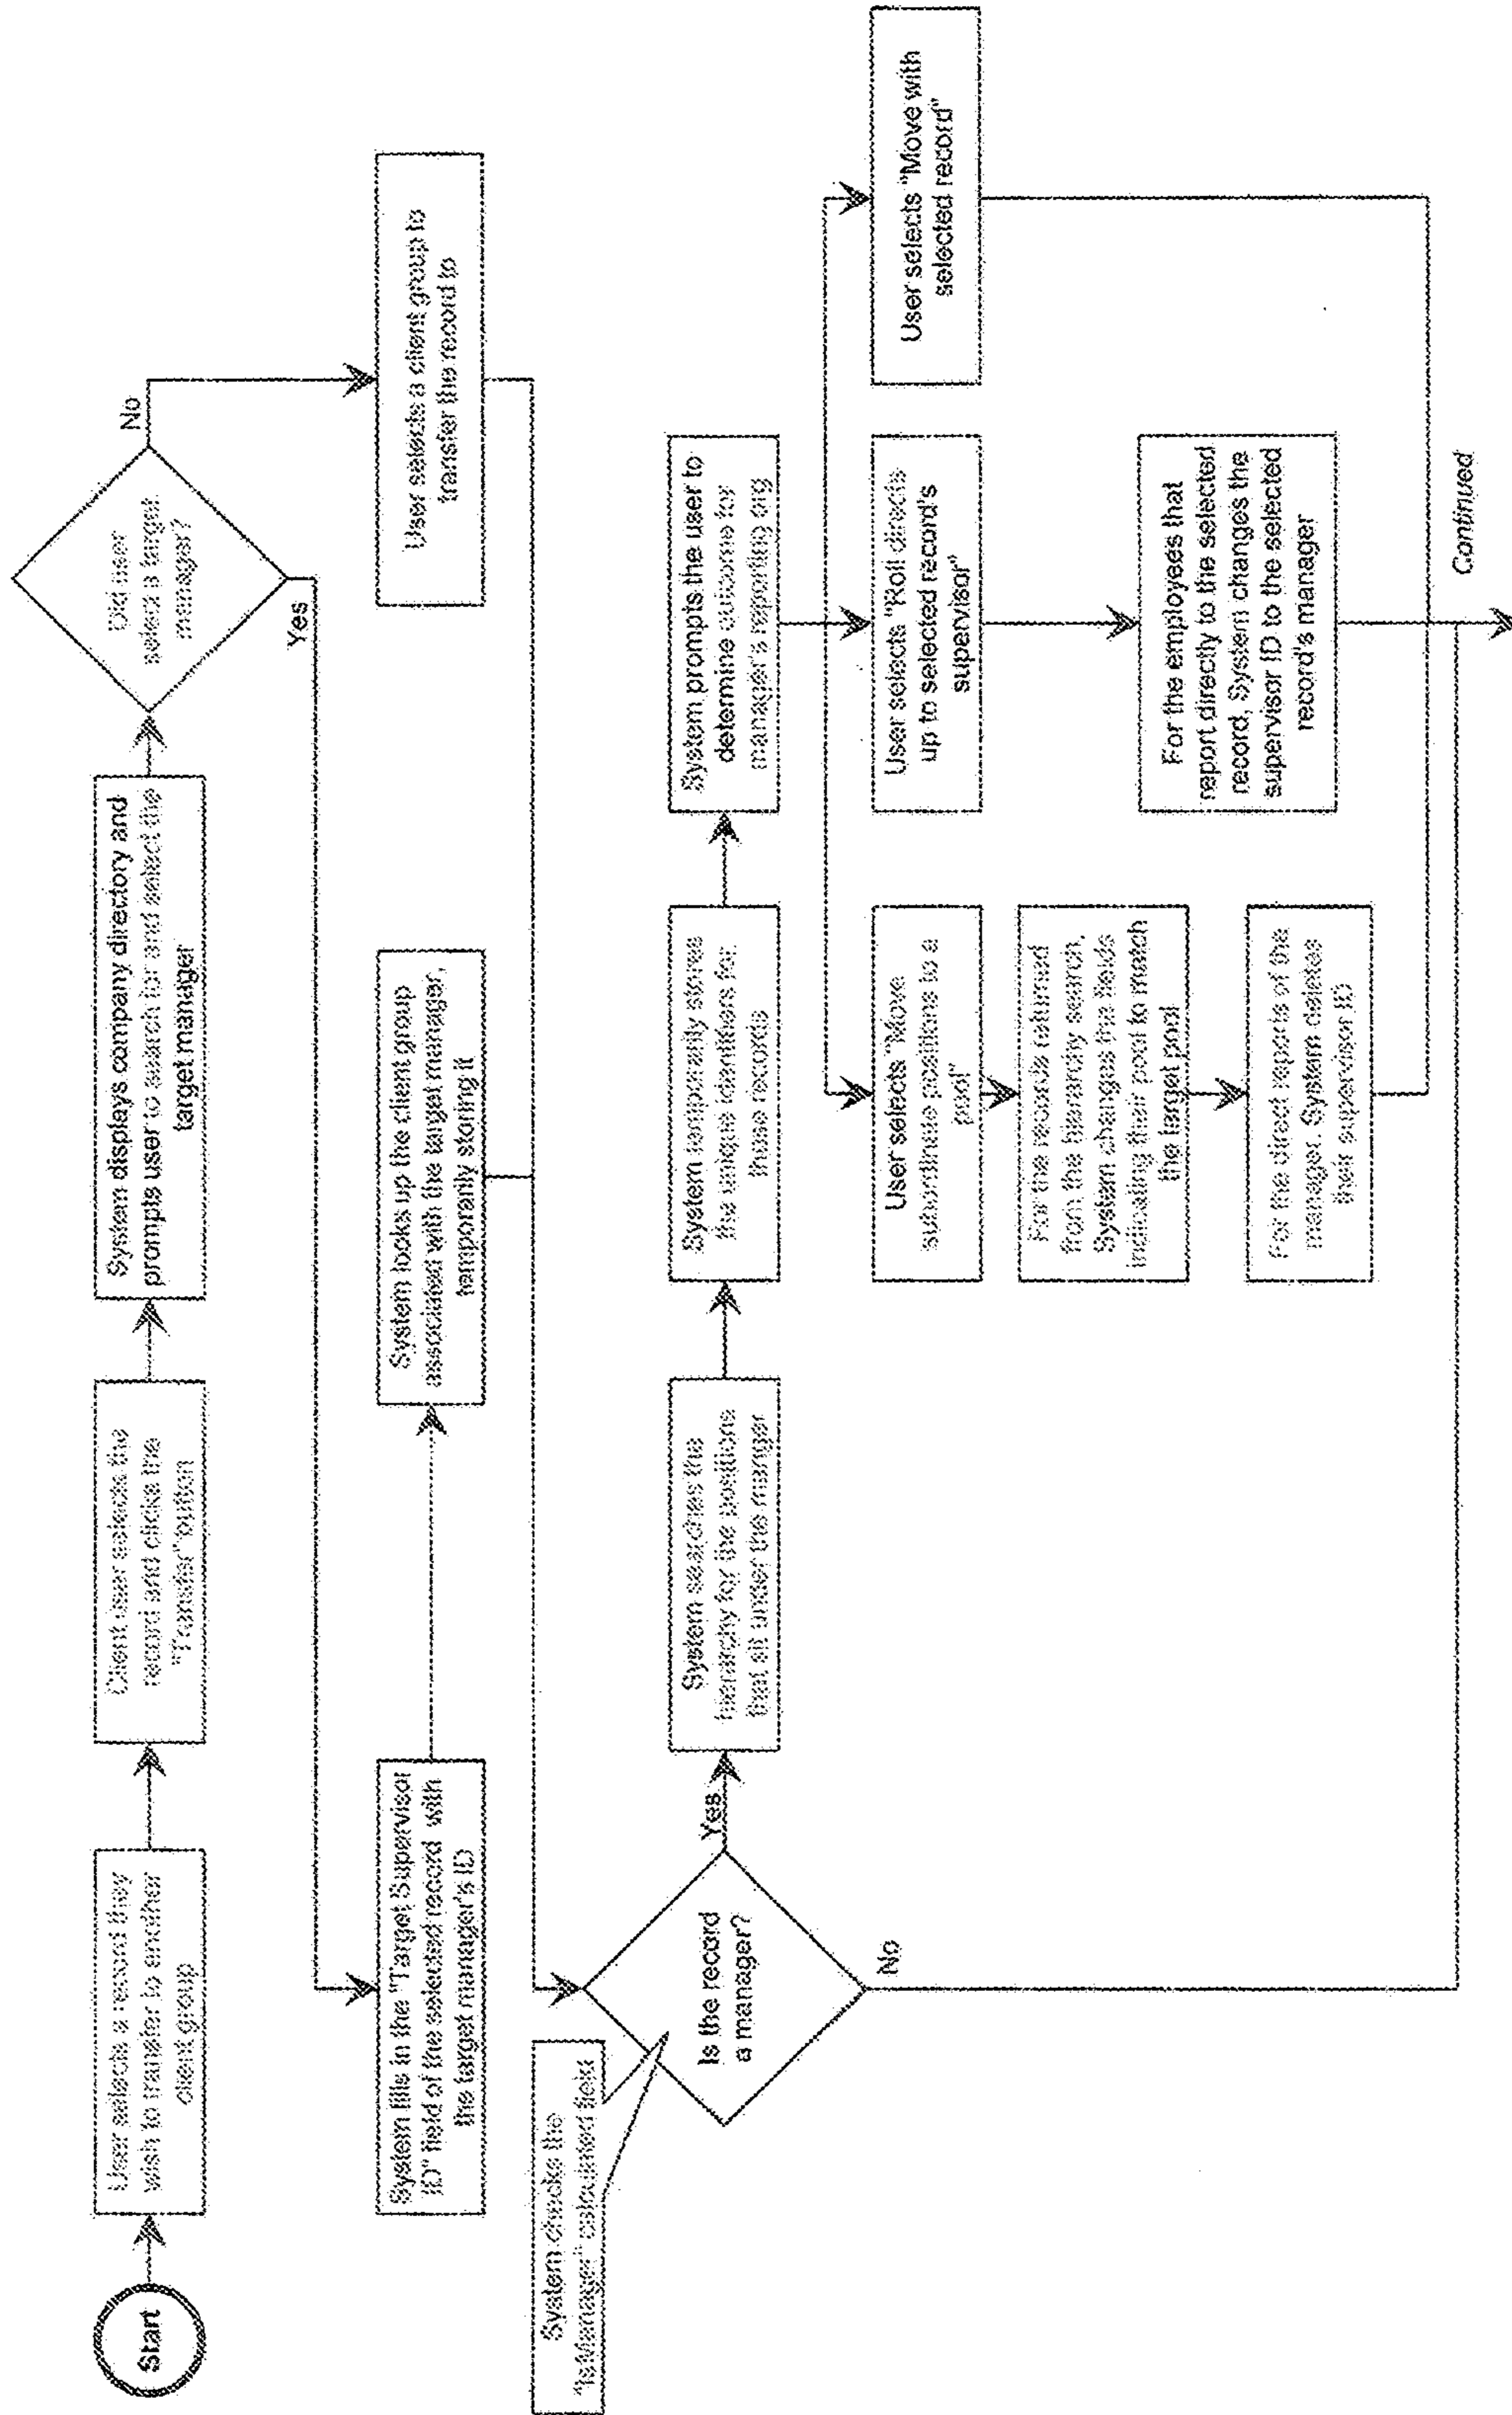 Start
User selects a record they
wish to transfer to another
client group
Client user selects the
record and clicks the
"Transfer" button
System displays company directory and
prompts user to search for and select the
target manager
Did user
select a target
manager?
No
Yes
System fills in the "Target Supervisor
ID" field of the selected record with
the target manager's ID
System looks up the client group
associated with the target manager,
temporarily storing it
User selects a client group to
transfer the record to
System checks the
"IsManager" calculated field
Is the record
a manager?
Yes
No
System searches the
hierarchy for the positions
that sit under the manger
System temporarily stores
the unique identifiers for
these records
System prompts the user to
determine outcome for
manager's reporting org
User selects "Move
subordinate positions to a
pool"
User selects "Roll directs
up to selected record's
supervisor"
User selects "Move with
selected record"
For the records returned
from the hierarchy search,
System changes the fields
indicating their pool to match
the target pool
For the direct reports of the
manager, System deletes
their supervisor ID
For the employees that
report directly to the selected
record, System changes the
supervisor ID to the selected
record's manager
Continued